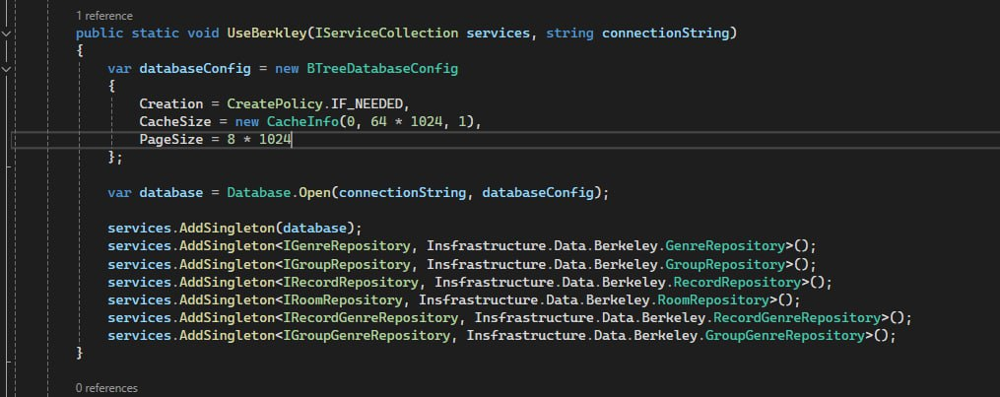 1 reference
public static void UseBerkley(IServiceCollection services, string connectionString)
{
var databaseConfig = new BTreeDatabaseConfig
{
Creation = CreatePolicy.IF_NEEDED,
CacheSize = new CacheInfo(0, 64 * 1024, 1),
PageSize = 8 * 1024
};
var database = Database.Open(connectionString, databaseConfig);
services.AddSingleton(database);
services.AddSingleton<IGenreRepository, Insfrastructure.Data.Berkeley.GenreRepository>();
services.AddSingleton<IGroupRepository, Insfrastructure.Data.Berkeley.GroupRepository>();
services.AddSingleton<IRecordRepository, Insfrastructure.Data.Berkeley.RecordRepository>();
services.AddSingleton<IRoomRepository, Insfrastructure.Data.Berkeley.RoomRepository>();
services.AddSingleton<IRecordGenreRepository, Insfrastructure.Data.Berkeley.RecordGenreRepository>();
services.AddSingleton<IGroupGenreRepository, Insfrastructure.Data.Berkeley.GroupGenreRepository>();
}
0 references